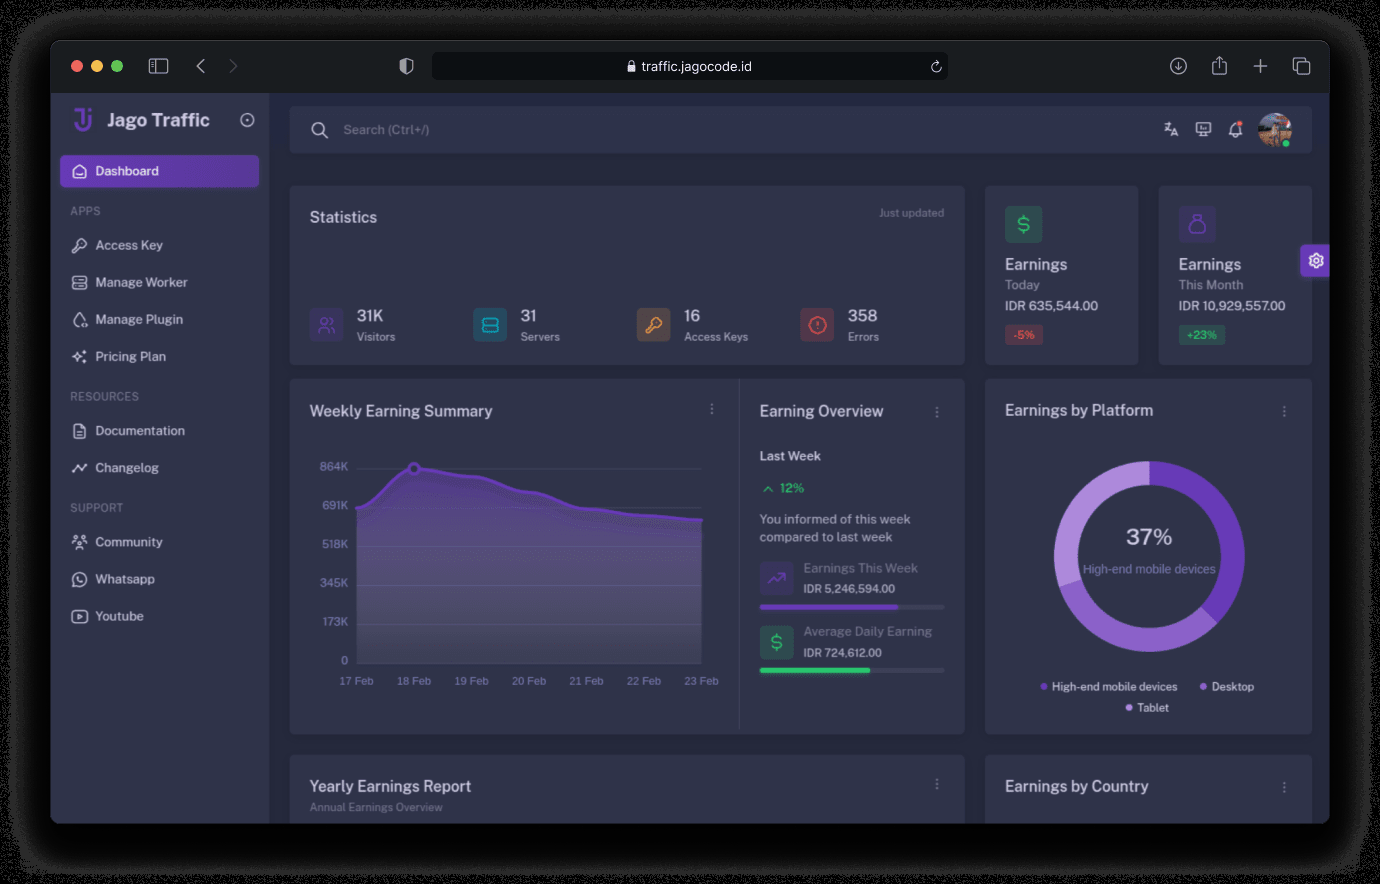 traffic.jagocode.id
Jago Traffic
Search (Ctrl+/)
Dashboard
APPS
Access Key
Manage Worker
Manage Plugin
Pricing Plan
RESOURCES
Documentation
Changelog
SUPPORT
Community
Whatsapp
Youtube
Statistics
Just updated
31K
Visitors
31
Servers
16
Access Keys
358
Errors
Earnings
Today
IDR 635,544.00
-5%
Earnings
This Month
IDR 10,929,557.00
+23%
Weekly Earning Summary
864K
691K
518K
345K
173K
0
17 Feb 18 Feb 19 Feb 20 Feb 21 Feb 22 Feb 23 Feb
Earning Overview
Last Week
12%
You informed of this week
compared to last week
Earnings This Week
IDR 5,246,594.00
Average Daily Earning
IDR 724,612.00
Earnings by Platform
37%
High-end mobile devices
High-end mobile devices Desktop
Tablet
Yearly Earnings Report
Annual Earnings Overview
Earnings by Country